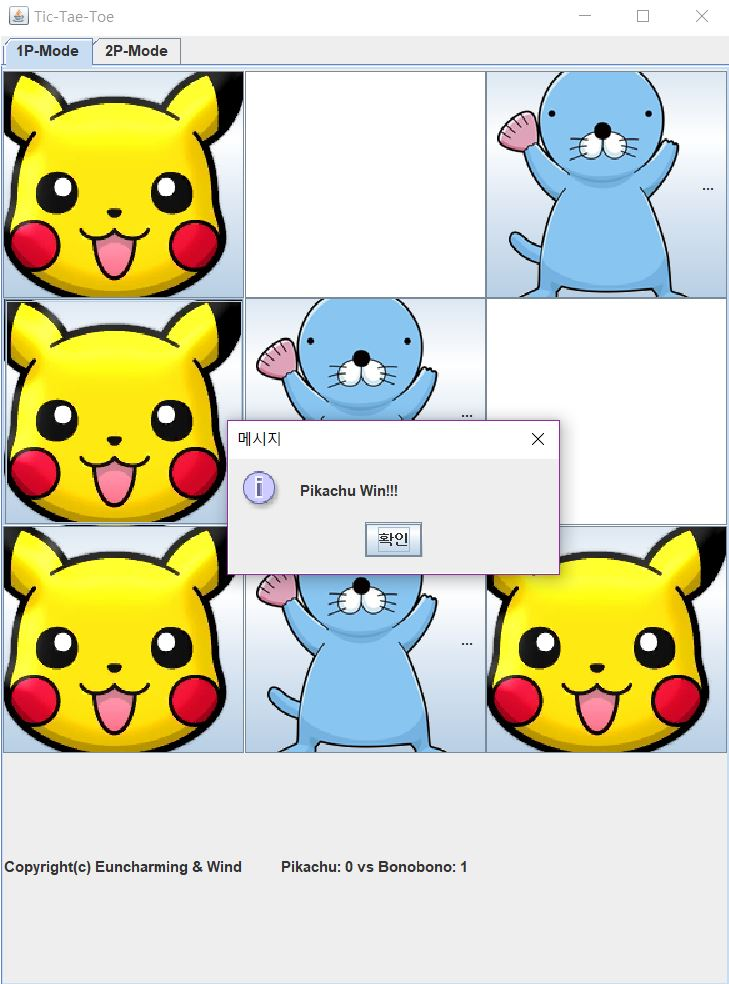 Tic-Tae-Toe
1P-Mode 2P-Mode
...
...
메시지
Pikachu Win!!!
확인
...
Copyright(c) Euncharming & Wind Pikachu: 0 vs Bonobono: 1